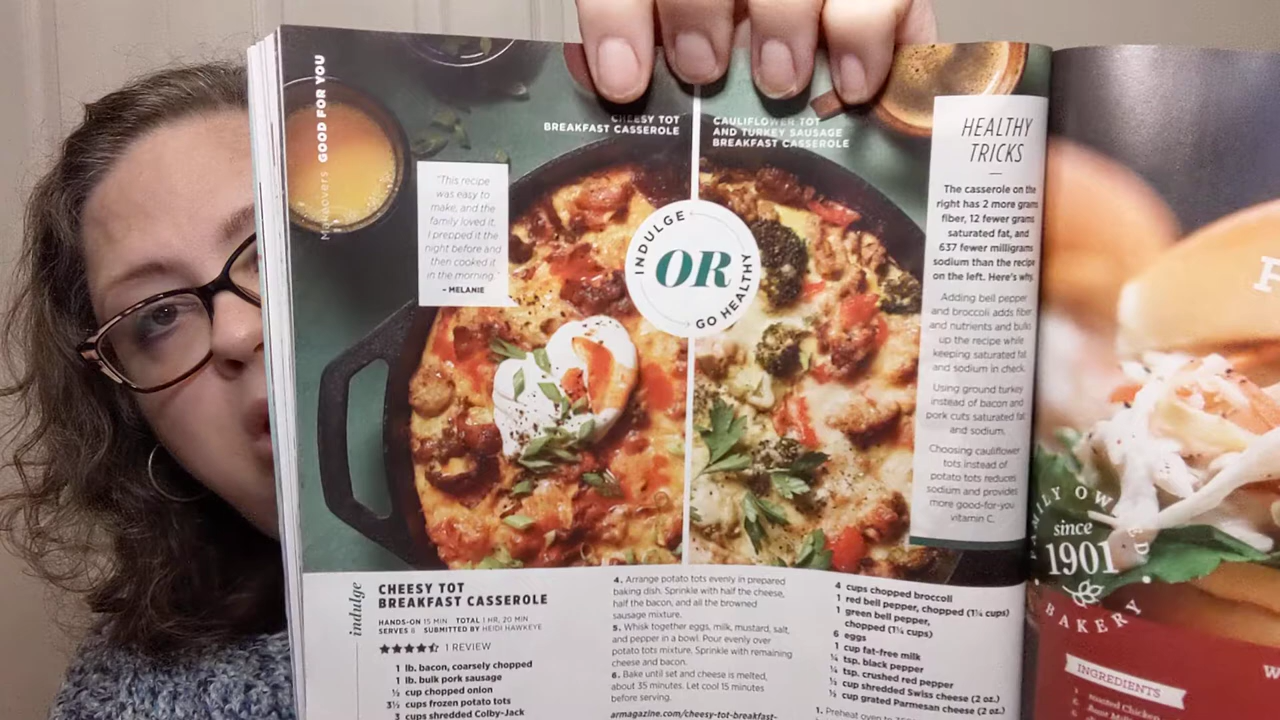 Makeovers GOOD FOR YOU
CHEESY TOT
BREAKFAST CASSEROLE
CAULIFLOWER TOT
AND TURKEY SAUSAGE
BREAKFAST CASSEROLE
"This recipe
was easy to
make, and the
family loved it.
I prepped it the
night before and
then cooked it
in the morning."
– MELANIE
INDULGE
OR
GO HEALTHY
HEALTHY
TRICKS
The casserole on the
right has 2 more grams
fiber, 12 fewer grams
saturated fat, and
637 fewer milligrams
sodium than the recipe
on the left. Here's why.
Adding bell pepper
and broccoli adds fiber
and nutrients and bulks
up the recipe while
keeping saturated fat
and sodium in check.
Using ground turkey
instead of bacon and
pork cuts saturated fat
and sodium.
Choosing cauliflower
tots instead of
potato tots reduces
sodium and provides
more good-for-you
vitamin C.
indulge
CHEESY TOT
BREAKFAST CASSEROLE
HANDS-ON 15 MIN TOTAL 1 HR, 20 MIN
SERVES 8 SUBMITTED BY HEIDI HAWKEYE
1 REVIEW
1 lb. bacon, coarsely chopped
1 lb. bulk pork sausage
½ cup chopped onion
3½ cups frozen potato tots
3 cups shredded Colby-Jack
4. Arrange potato tots evenly in prepared
baking dish. Sprinkle with half the cheese,
half the bacon, and all the browned
sausage mixture.
5. Whisk together eggs, milk, mustard, salt,
and pepper in a bowl. Pour evenly over
potato tots mixture. Sprinkle with remaining
cheese and bacon.
6. Bake until set and cheese is melted,
about 35 minutes. Let cool 15 minutes
before serving.
armagazine.com/cheesy-tot-breakfast-
4 cups chopped broccoli
1 red bell pepper, chopped (1¼ cups)
1 green bell pepper,
chopped (1¼ cups)
6 eggs
1 cup fat-free milk
¼ tsp. black pepper
¼ tsp. crushed red pepper
½ cup shredded Swiss cheese (2 oz.)
½ cup grated Parmesan cheese (2 oz.)
1. Preheat oven to
FAMILY OWNED
since
1901
BAKERY
INGREDIENTS